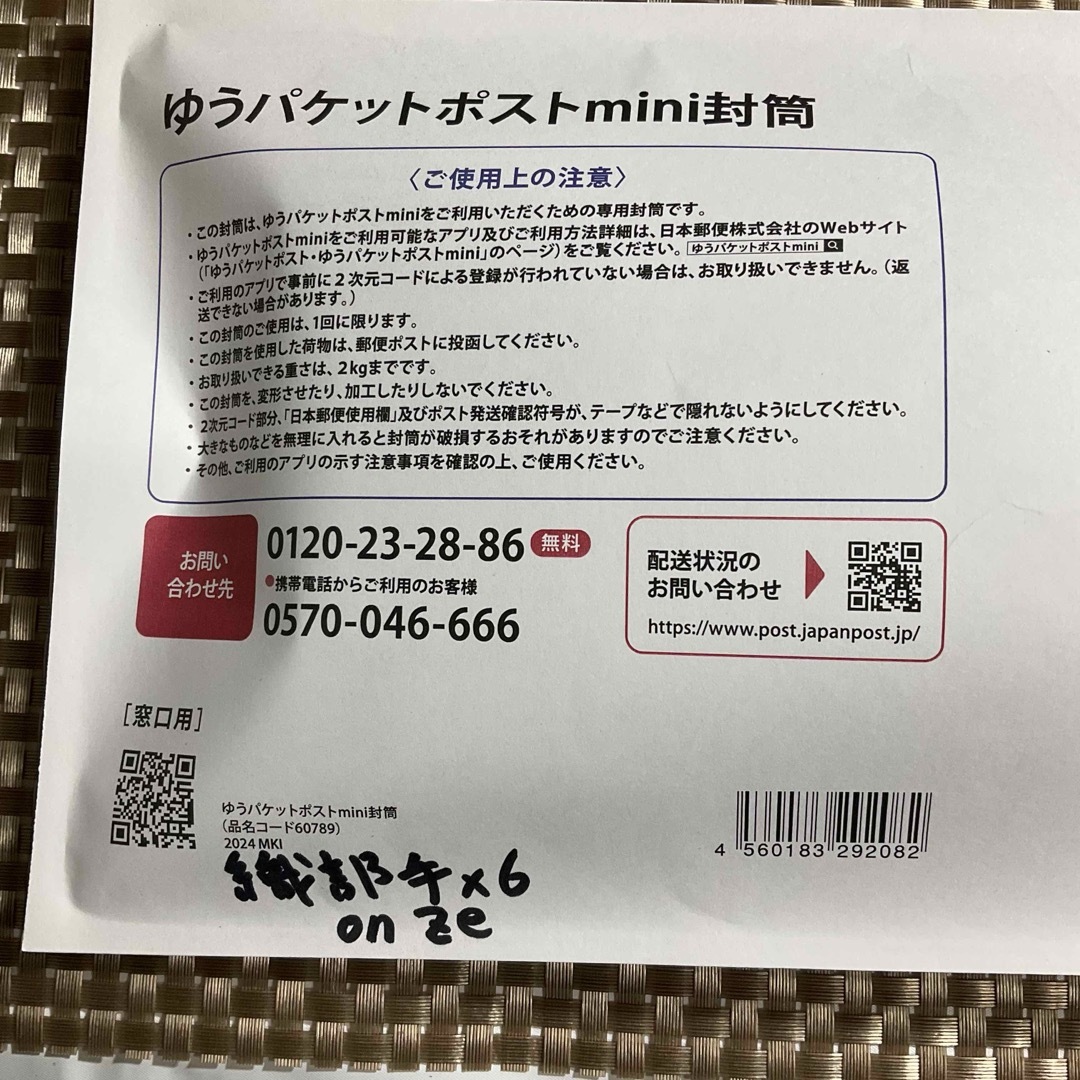 ゆうパケットポストmini封筒
〈ご使用上の注意〉
・この封筒は、ゆうパケットポストminiをご利用いただくための専用封筒です。
・ゆうパケットポストminiをご利用可能なアプリ及びご利用方法詳細は、日本郵便株式会社のWebサイト
(「ゆうパケットポスト・ゆうパケットポストmini」のページ)をご覧ください。 ゆうパケットポストmini
・ご利用のアプリで事前に2次元コードによる登録が行われていない場合は、お取り扱いできません。(返
送できない場合があります。)
・この封筒のご使用は、1回に限ります。
・この封筒を使用した荷物は、郵便ポストに投函してください。
・お取り扱いできる重さは、2kgまでです。
・この封筒を、変形させたり、加工したりしないでください。
・2次元コード部分、「日本郵便使用欄」及びポスト発送確認符号が、テープなどで隠れないようにしてください。
・大きなものなどを無理に入れると封筒が破損するおそれがありますのでご注意ください。
・その他、ご利用のアプリの示す注意事項を確認の上、ご使用ください。
お問い
合わせ先
0120-23-28-86 無料
●携帯電話からご利用のお客様
0570-046-666
配送状況の
お問い合わせ
https://www.post.japanpost.jp/
[窓口用]
ゆうパケットポストmini封筒
(品名コード60789)
2024 MKI
4 560183 292082
織部午x6
on ze